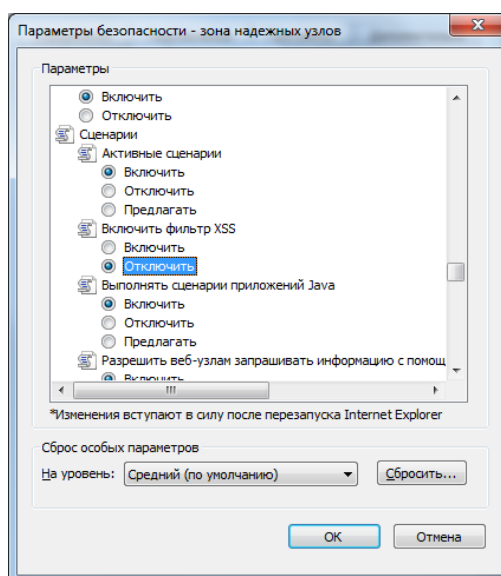 Параметры безопасности - зона надежных узлов
Параметры
Включить
Отключить
Сценарии
Активные сценарии
Включить
Отключить
Предлагать
Включить фильтр XSS
Включить
Отключить
Выполнять сценарии приложений Java
Включить
Отключить
Предлагать
Разрешить веб-узлам запрашивать информацию с помощ
Включить
*Изменения вступают в силу после перезапуска Internet Explorer
Сброс особых параметров
На уровень: Средний (по умолчанию) Сбросить...
ОК Отмена